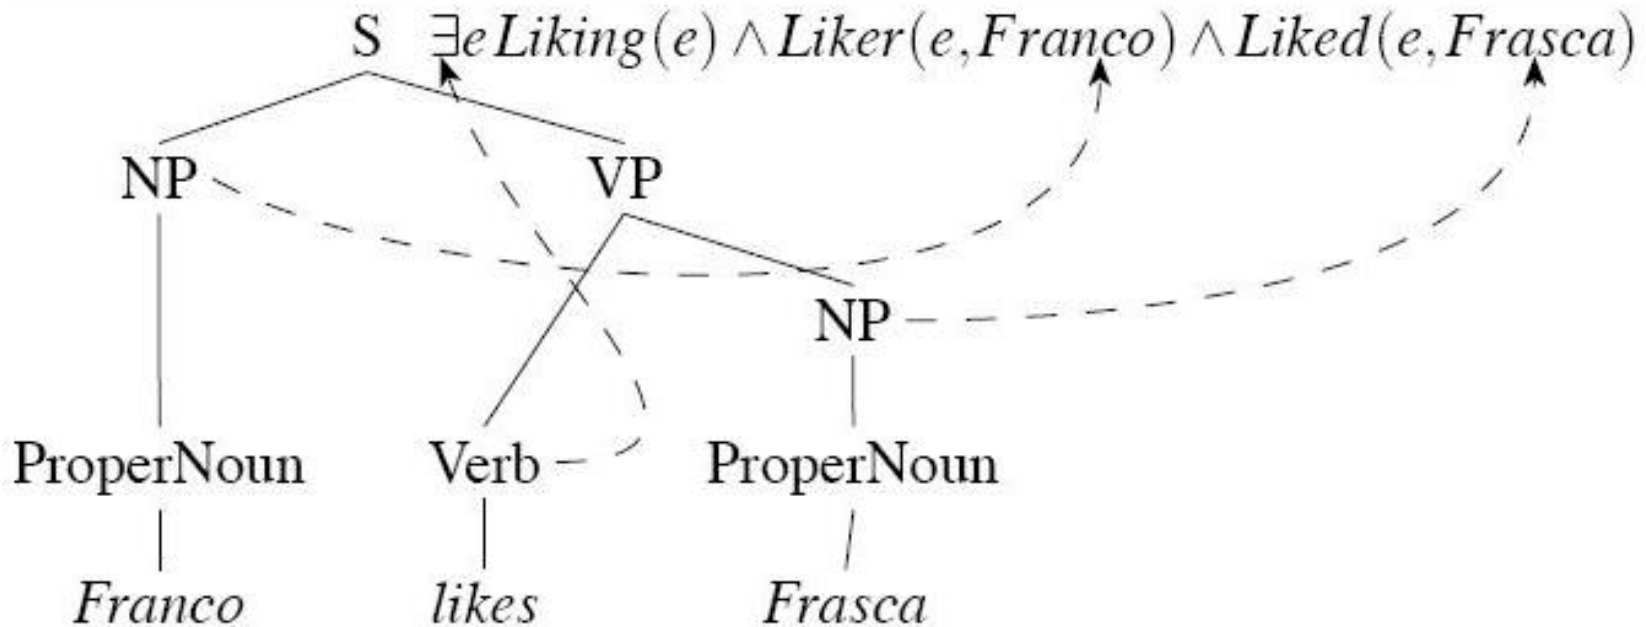 S ∃e Liking(e) ∧ Liker(e, Franco) ∧ Liked(e, Frasca)
NP VP
NP
ProperNoun Verb ProperNoun
Franco likes Frasca